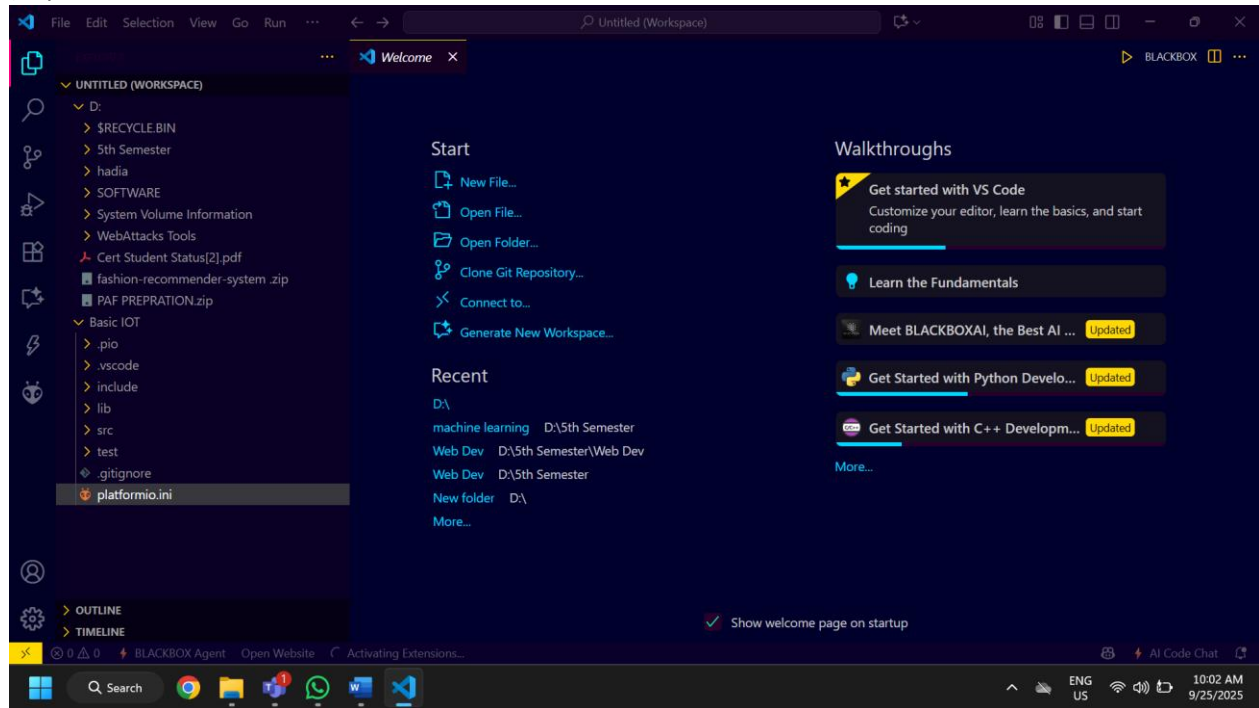 File Edit Selection View Go Run ··· Untitled (Workspace)
Welcome
BLACKBOX
UNTITLED (WORKSPACE)
D:
$RECYCLE.BIN
5th Semester
hadia
SOFTWARE
System Volume Information
WebAttacks Tools
Cert Student Status[2].pdf
fashion-recommender-system .zip
PAF PREPRATION.zip
Basic IOT
.pio
.vscode
include
lib
src
test
.gitignore
platformio.ini
OUTLINE
TIMELINE
Start
New File...
Open File...
Open Folder...
Clone Git Repository...
Connect to...
Generate New Workspace...
Recent
D:\
machine learning D:\5th Semester
Web Dev D:\5th Semester\Web Dev
Web Dev D:\5th Semester
New folder D:\
More...
Walkthroughs
Get started with VS Code
Customize your editor, learn the basics, and start
coding
Learn the Fundamentals
Meet BLACKBOXAI, the Best AI ... Updated
Get Started with Python Develo... Updated
Get Started with C++ Developm... Updated
More...
Show welcome page on startup
0 0 BLACKBOX Agent Open Website Activating Extensions... AI Code Chat
Search ENG 10:02 AM
US 9/25/2025